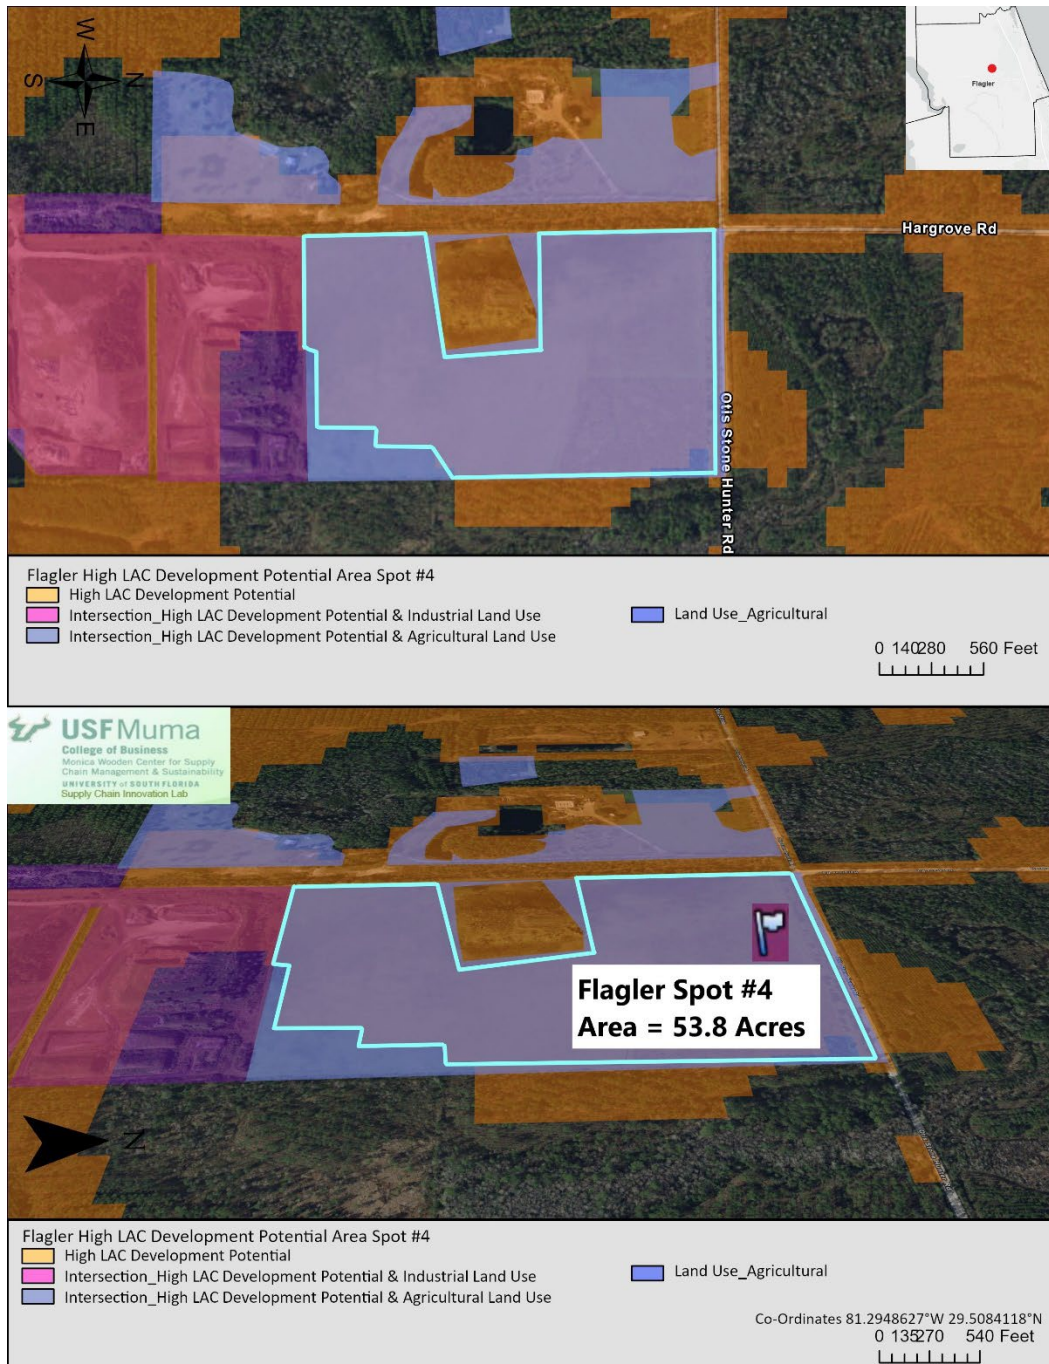 W
S
N
E
Flagler
Hargrove Rd
Otis Stone Hunter Rd
Flagler High LAC Development Potential Area Spot #4
High LAC Development Potential
Intersection_High LAC Development Potential & Industrial Land Use
Intersection_High LAC Development Potential & Agricultural Land Use
Land Use_Agricultural
0 140280 560 Feet
USF Muma
College of Business
Monica Wooden Center for Supply
Chain Management & Sustainability
UNIVERSITY of SOUTH FLORIDA
Supply Chain Innovation Lab
Flagler Spot #4
Area = 53.8 Acres
N
Flagler High LAC Development Potential Area Spot #4
High LAC Development Potential
Intersection_High LAC Development Potential & Industrial Land Use
Intersection_High LAC Development Potential & Agricultural Land Use
Land Use_Agricultural
Co-Ordinates 81.2948627°W 29.5084118°N
0 135270 540 Feet